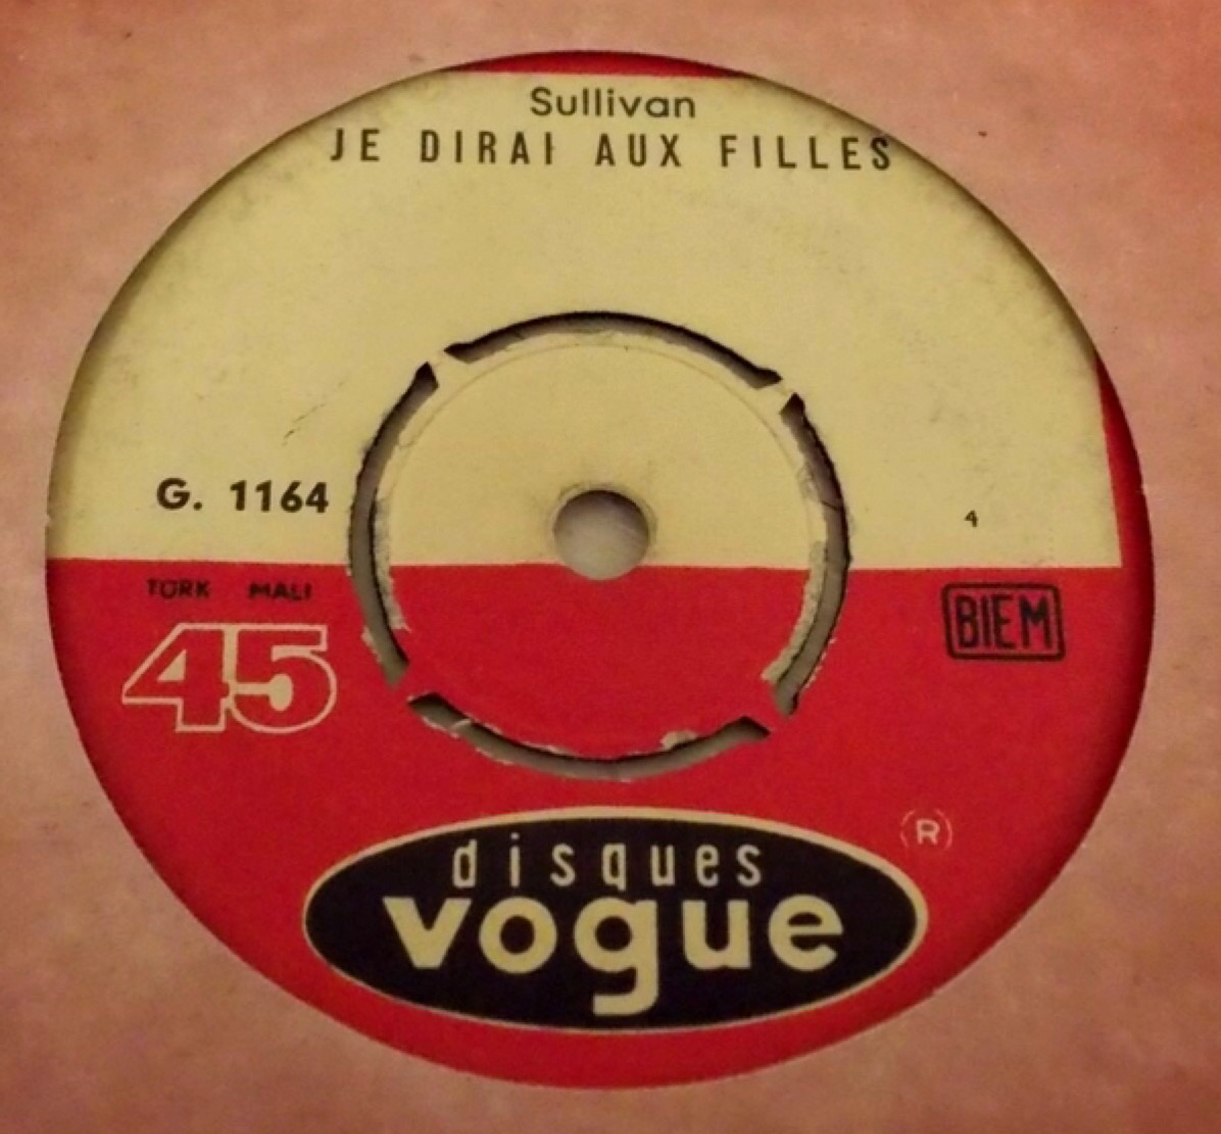 Sullivan
JE DIRAI AUX FILLES
G. 1164
4
TÜRK MALI
45
BIEM
(R)
disques
vogue